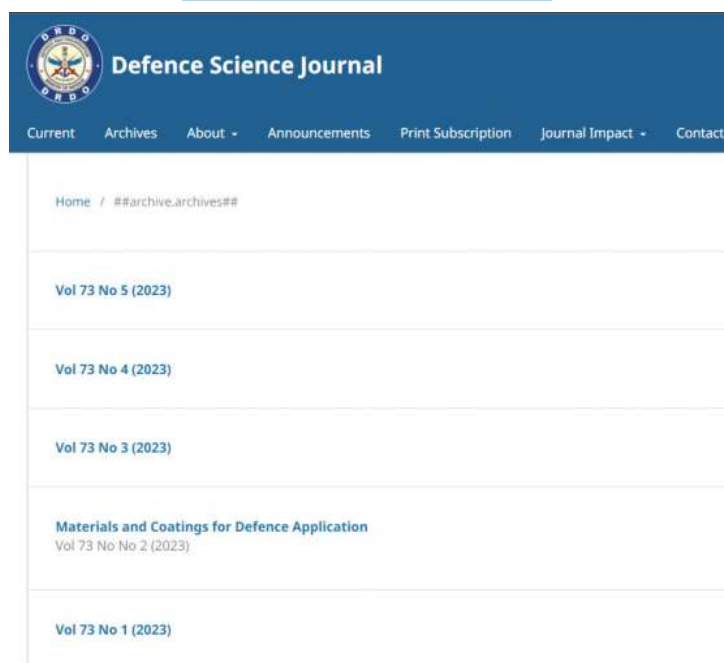 DRDO
Defence Science Journal
DRDO
Current Archives About Announcements Print Subscription Journal Impact Contact
Home / ##archive.archives##
Vol 73 No 5 (2023)
Vol 73 No 4 (2023)
Vol 73 No 3 (2023)
Materials and Coatings for Defence Application
Vol 73 No No 2 (2023)
Vol 73 No 1 (2023)